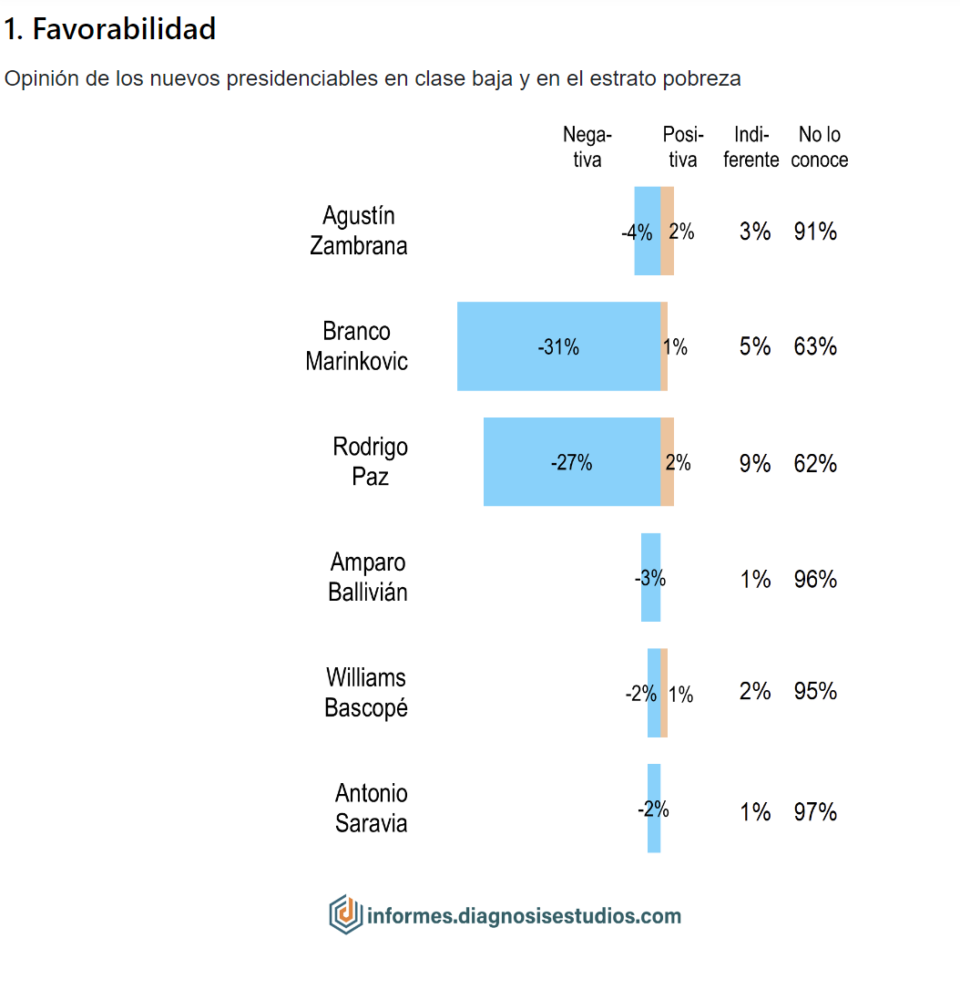 1. Favorabilidad
Opinión de los nuevos presidenciables en clase baja y en el estrato pobreza
Nega- Posi- Indi- No lo
tiva tiva ferente conoce
Agustín
Zambrana
-4% 2% 3% 91%
Branco
Marinkovic
-31% 1% 5% 63%
Rodrigo
Paz
-27% 2% 9% 62%
Amparo
Ballivián
-3% 1% 96%
Williams
Bascopé
-2% 1% 2% 95%
Antonio
Saravia
-2% 1% 97%
informes.diagnosisestudios.com